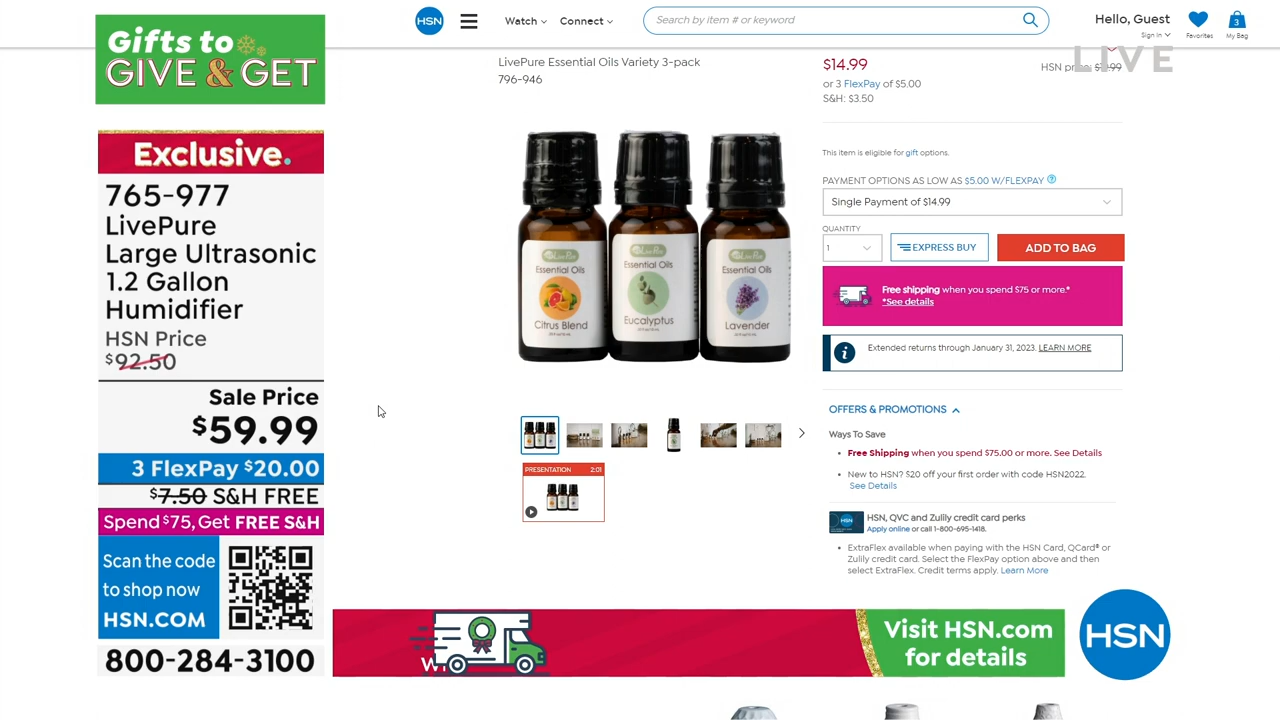 Gifts to
GIVE & GET
Exclusive.
765-977
LivePure
Large Ultrasonic
1.2 Gallon
Humidifier
HSN Price
$92.50
Sale Price
$59.99
3 FlexPay $20.00
$7.50 S&H FREE
Spend $75, Get FREE S&H
Scan the code
to shop now
HSN.COM
800-284-3100
HSN
Watch
Connect
Search by item # or keyword
Hello, Guest
Sign in
Favorites
3
My Bag
LIVE
LivePure Essential Oils Variety 3-pack
796-946
$14.99
HSN price:
or 3 FlexPay of $5.00
S&H: $3.50
Essential Oils
Citrus Blend
Essential Oils
Eucalyptus
Essential Oils
Lavender
This item is eligible for gift options.
PAYMENT OPTIONS AS LOW AS $5.00 W/FLEXPAY
Single Payment of $14.99
QUANTITY
1
EXPRESS BUY
ADD TO BAG
Free shipping when you spend $75 or more.*
*See details
Extended returns through January 31, 2023. LEARN MORE
OFFERS & PROMOTIONS
Ways To Save
Free Shipping when you spend $75.00 or more. See Details
New to HSN? $20 off your first order with code HSN2022.
See Details
HSN, QVC and Zulily credit card perks
Apply online or call 1-800-695-1418.
ExtraFlex available when paying with the HSN Card, QCard® or
Zulily credit card. Select the FlexPay option above and then
select ExtraFlex. Credit terms apply. Learn More
PRESENTATION 2:01
Visit HSN.com
for details
HSN